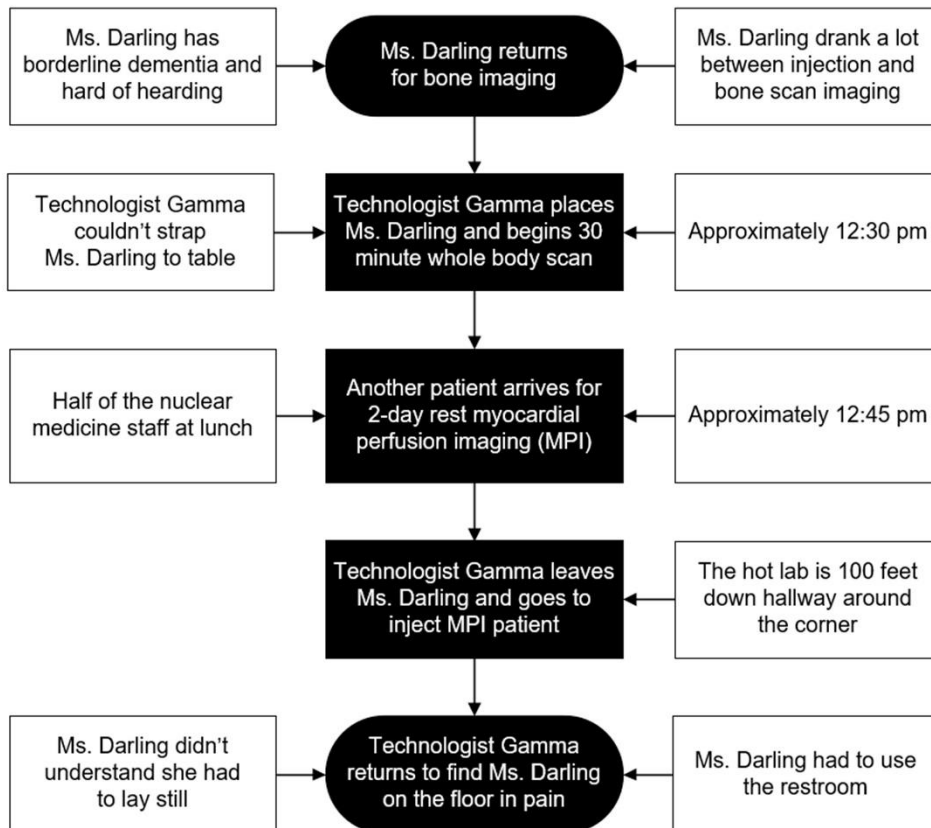 Ms. Darling has
borderline dementia and
hard of hearding
Ms. Darling returns
for bone imaging
Ms. Darling drank a lot
between injection and
bone scan imaging
Technologist Gamma
couldn't strap
Ms. Darling to table
Technologist Gamma places
Ms. Darling and begins 30
minute whole body scan
Approximately 12:30 pm
Half of the nuclear
medicine staff at lunch
Another patient arrives for
2-day rest myocardial
perfusion imaging (MPI)
Approximately 12:45 pm
Technologist Gamma leaves
Ms. Darling and goes to
inject MPI patient
The hot lab is 100 feet
down hallway around
the corner
Ms. Darling didn't
understand she had
to lay still
Technologist Gamma
returns to find Ms. Darling
on the floor in pain
Ms. Darling had to use
the restroom